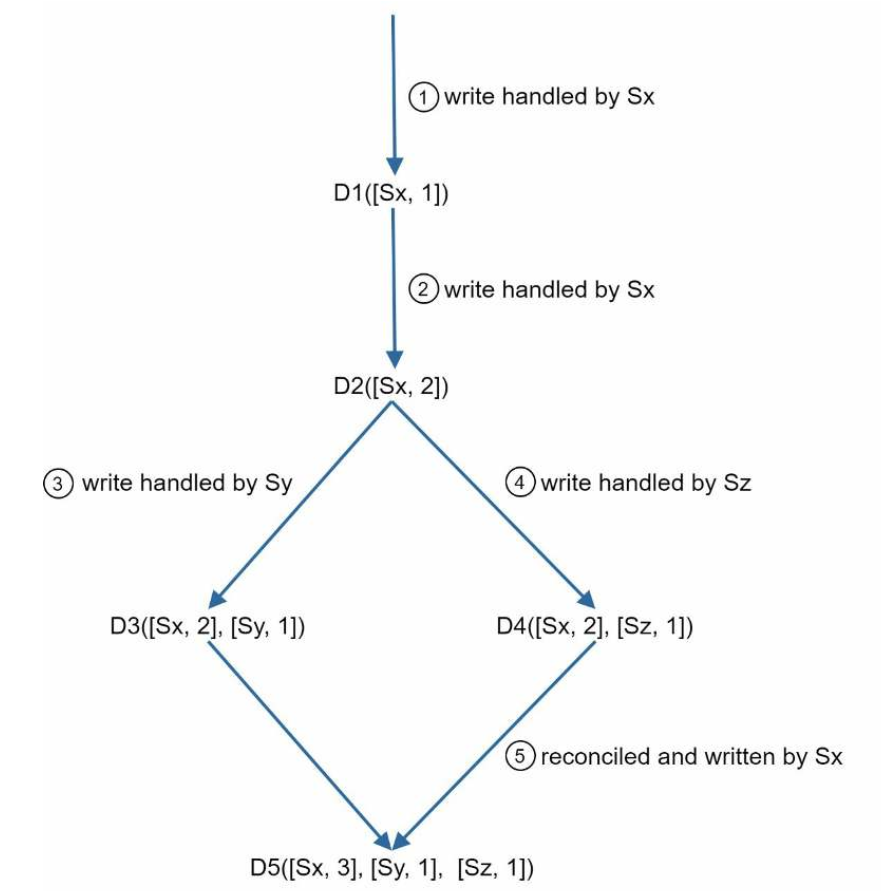 ① write handled by Sx
D1([Sx, 1])
② write handled by Sx
D2([Sx, 2])
③ write handled by Sy
④ write handled by Sz
D3([Sx, 2], [Sy, 1])
D4([Sx, 2], [Sz, 1])
⑤ reconciled and written by Sx
D5([Sx, 3], [Sy, 1], [Sz, 1])